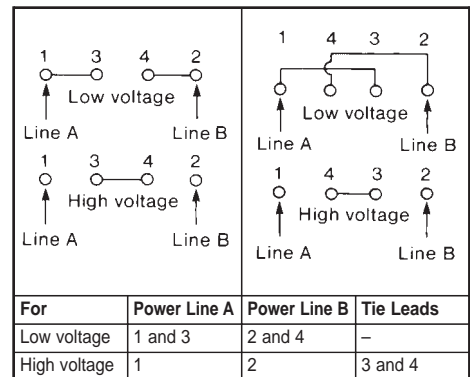 1 3 4 2
Low voltage
Line A Line B
1 3 4 2
High voltage
Line A Line B
1 4 3 2
Low voltage
Line A Line B
1 4 3 2
High voltage
Line A Line B
For Power Line A Power Line B Tie Leads
Low voltage 1 and 3 2 and 4 –
High voltage 1 2 3 and 4